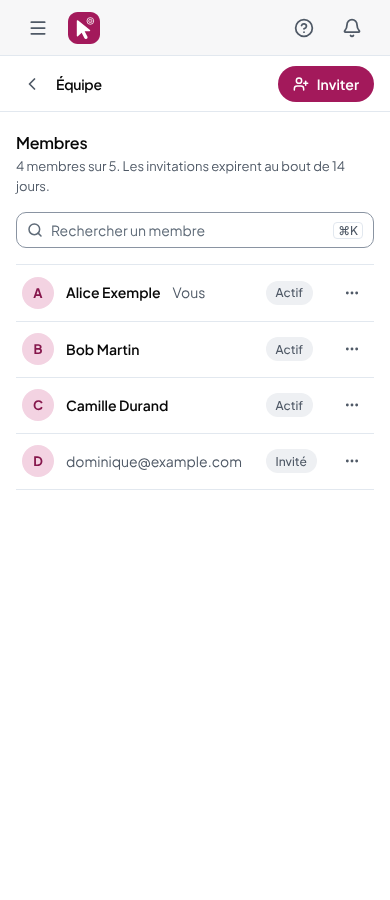 Équipe
Inviter
Membres
4 membres sur 5. Les invitations expirent au bout de 14
jours.
Rechercher un membre ⌘K
A Alice Exemple Vous Actif
B Bob Martin Actif
C Camille Durand Actif
D dominique@example.com Invité